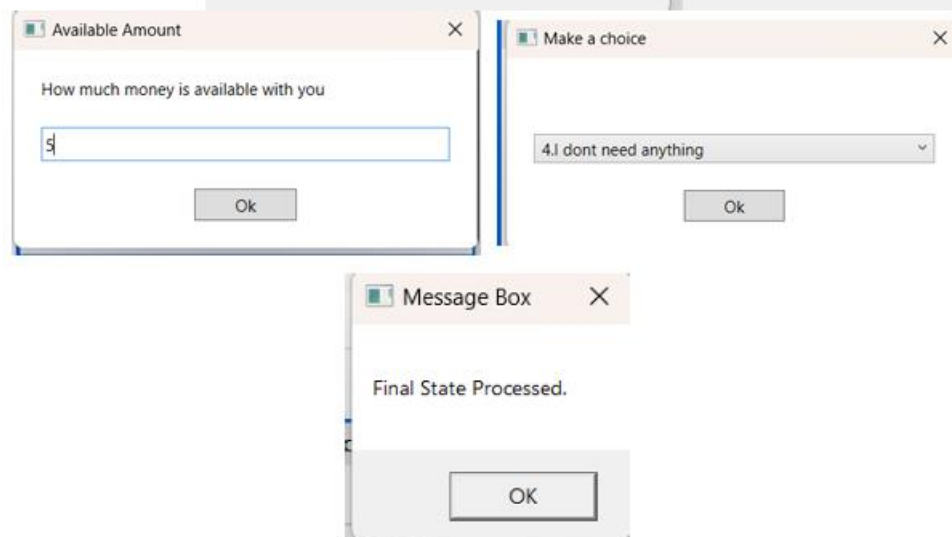 Available Amount
How much money is available with you
5
Ok
Make a choice
4.I dont need anything
Ok
Message Box
Final State Processed.
OK